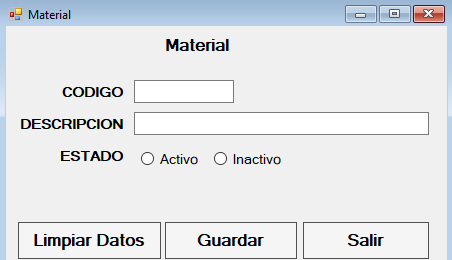 Material
Material
CODIGO
DESCRIPCION
ESTADO Activo Inactivo
Limpiar Datos Guardar Salir